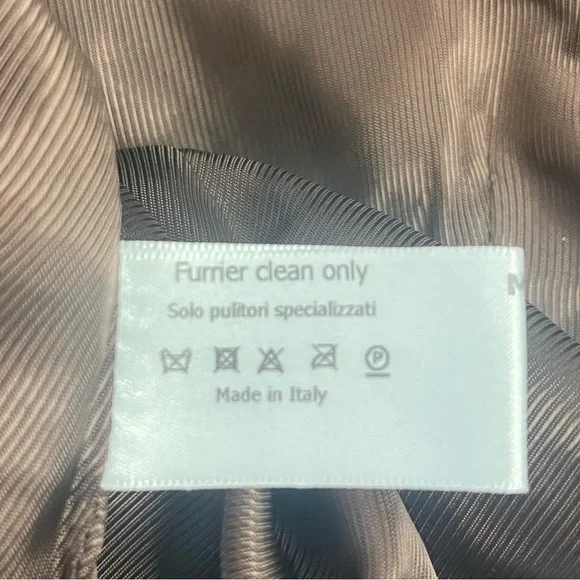 Furrier clean only
Solo pulitori specializzati
P
Made in Italy
M